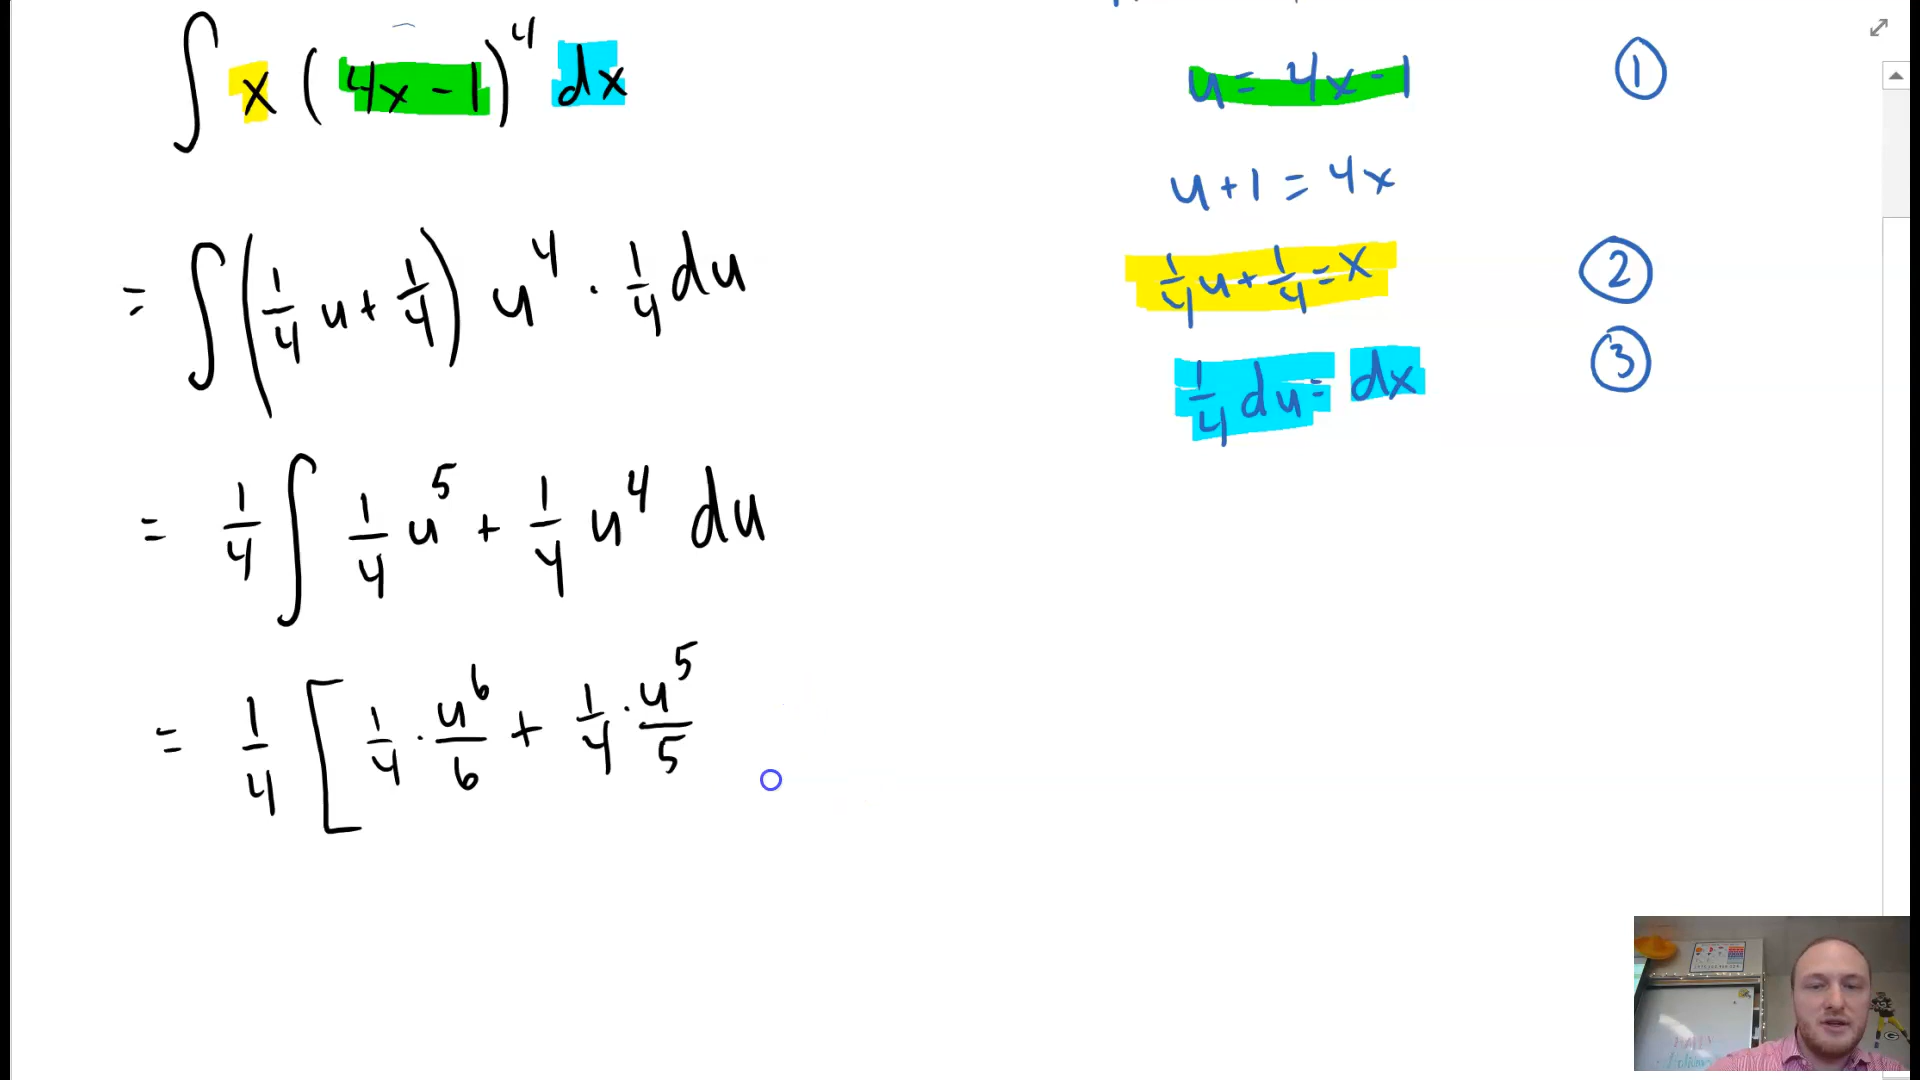 ∫ x (4x - 1)^4 dx
= ∫ (1/4 u + 1/4) u^4 · 1/4 du
= 1/4 ∫ 1/4 u^5 + 1/4 u^4 du
= 1/4 [ 1/4 · u^6/6 + 1/4 · u^5/5
u = 4x - 1 ①
u + 1 = 4x
1/4 u + 1/4 = x ②
1/4 du = dx ③